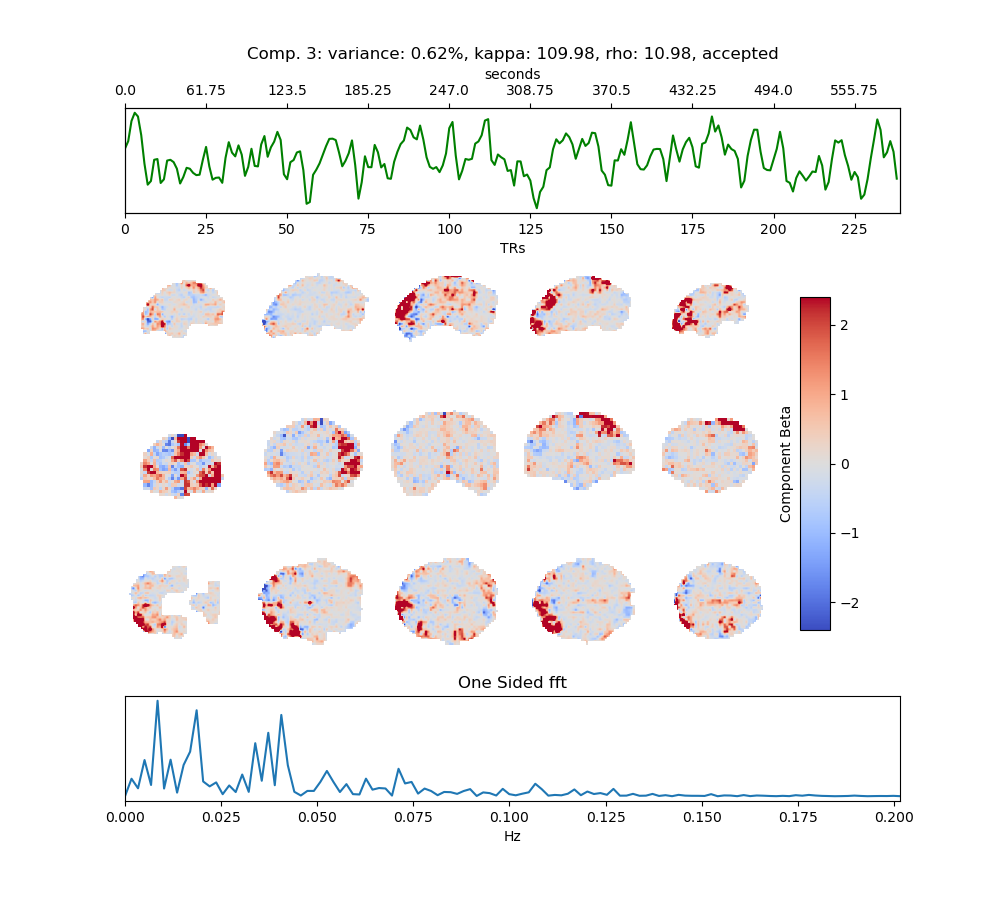 Comp. 3: variance: 0.62%, kappa: 109.98, rho: 10.98, accepted
seconds
0.0 61.75 123.5 185.25 247.0 308.75 370.5 432.25 494.0 555.75
0 25 50 75 100 125 150 175 200 225
TRs
2
1
0
−1
−2
Component Beta
One Sided fft
0.000 0.025 0.050 0.075 0.100 0.125 0.150 0.175 0.200
Hz